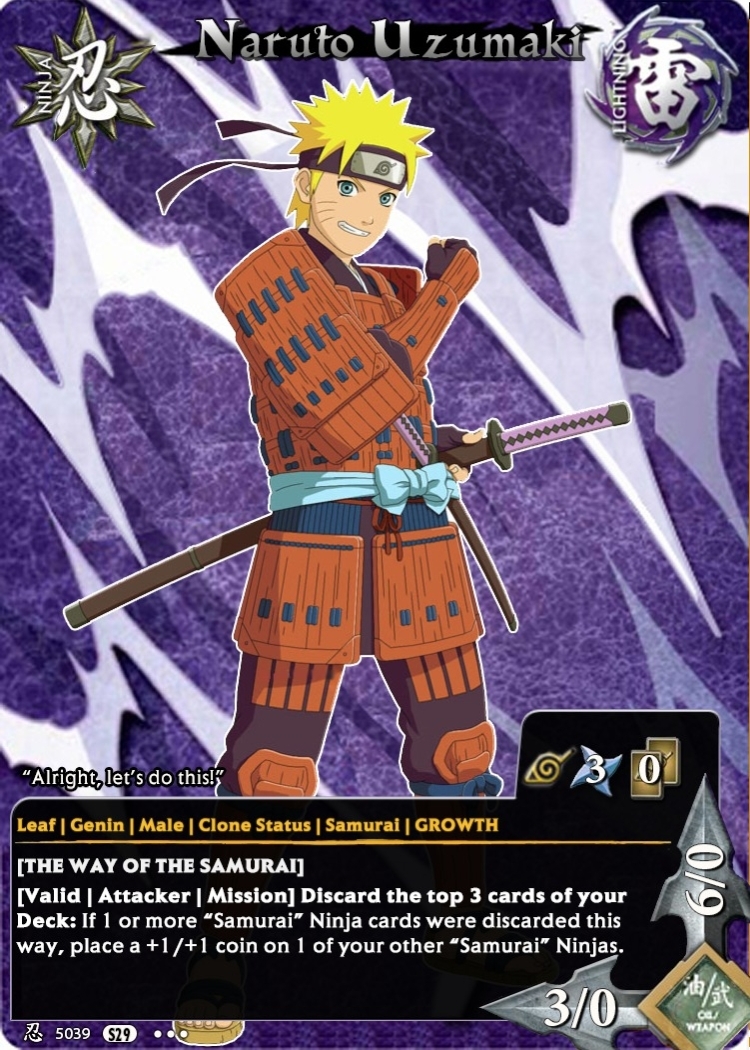 Naruto Uzumaki
NINJA
忍
LIGHTNING
雷
"Alright, let's do this!"
3
0
Leaf | Genin | Male | Clone Status | Samurai | GROWTH
[THE WAY OF THE SAMURAI]
[Valid | Attacker | Mission] Discard the top 3 cards of your
Deck: If 1 or more "Samurai" Ninja cards were discarded this
way, place a +1/+1 coin on 1 of your other "Samurai" Ninjas.
6/0
3/0
油/武
OIL/
WEAPON
忍 5039 S29